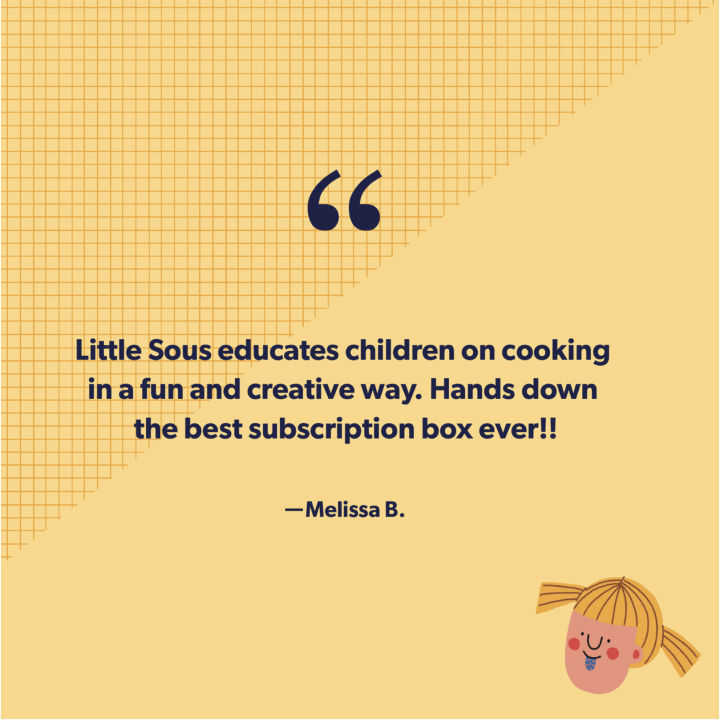 “
Little Sous educates children on cooking
in a fun and creative way. Hands down
the best subscription box ever!!
—Melissa B.